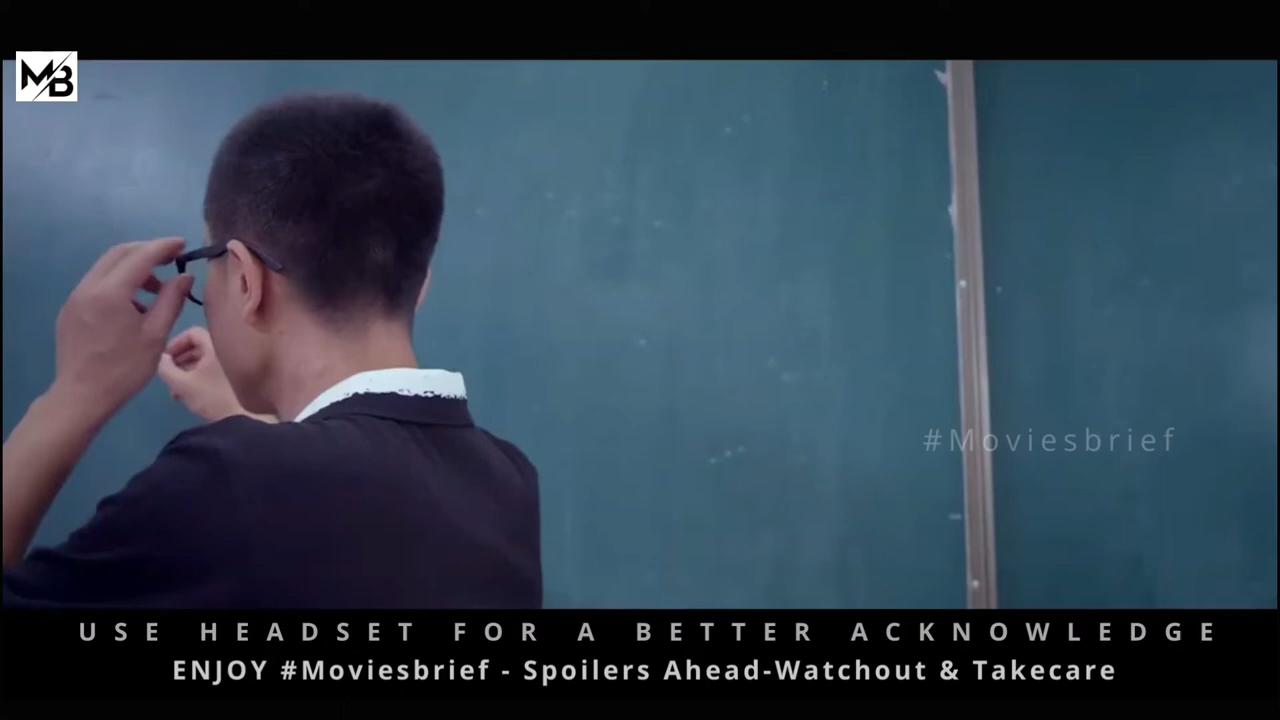 MB
#Moviesbrief
USE HEADSET FOR A BETTER ACKNOWLEDGE
ENJOY #Moviesbrief - Spoilers Ahead-Watchout & Takecare